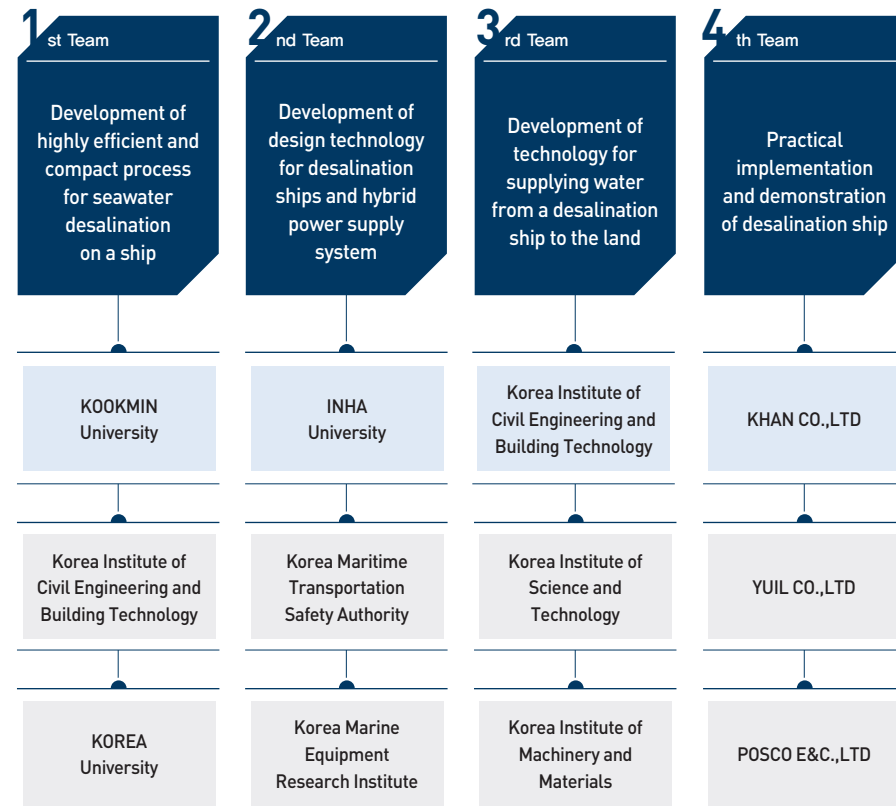 1 st Team
Development of
highly efficient and
compact process
for seawater
desalination
on a ship
KOOKMIN
University
Korea Institute of
Civil Engineering and
Building Technology
KOREA
University
2 nd Team
Development of
design technology
for desalination
ships and hybrid
power supply
system
INHA
University
Korea Maritime
Transportation
Safety Authority
Korea Marine
Equipment
Research Institute
3 rd Team
Development of
technology for
supplying water
from a desalination
ship to the land
Korea Institute of
Civil Engineering and
Building Technology
Korea Institute of
Science and
Technology
Korea Institute of
Machinery and
Materials
4 th Team
Practical
implementation
and demonstration
of desalination ship
KHAN CO.,LTD
YUIL CO.,LTD
POSCO E&C.,LTD